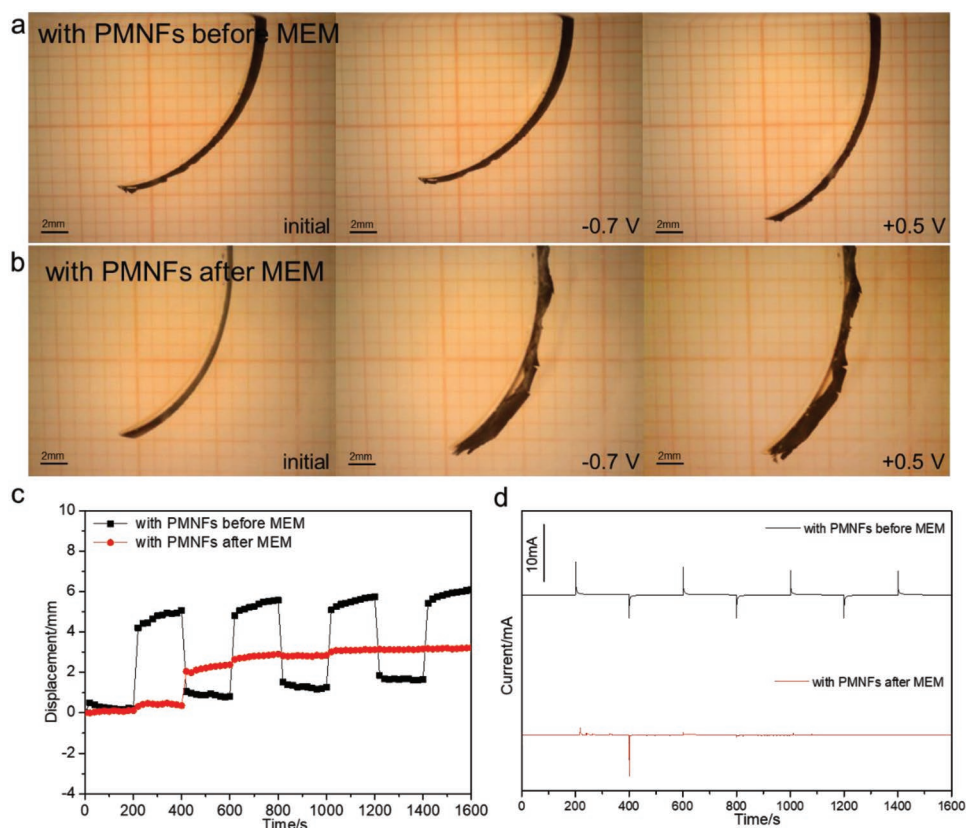 a
with PMNFs before MEM
2mm
initial
2mm
-0.7 V
2mm
+0.5 V
b
with PMNFs after MEM
2mm
initial
2mm
-0.7 V
2mm
+0.5 V
c
Displacement/mm
10
8
6
4
2
0
-2
-4
with PMNFs before MEM
with PMNFs after MEM
0 200 400 600 800 1000 1200 1400 1600
Time/s
d
Current/mA
10mA
with PMNFs before MEM
with PMNFs after MEM
0 200 400 600 800 1000 1200 1400 1600
Time/s